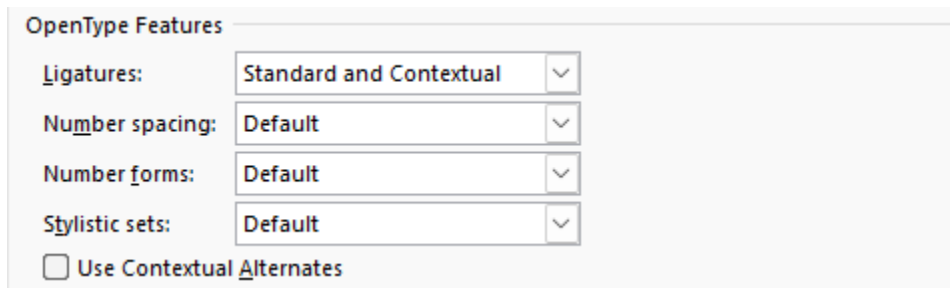 OpenType Features
Ligatures: Standard and Contextual
Number spacing: Default
Number forms: Default
Stylistic sets: Default
Use Contextual Alternates